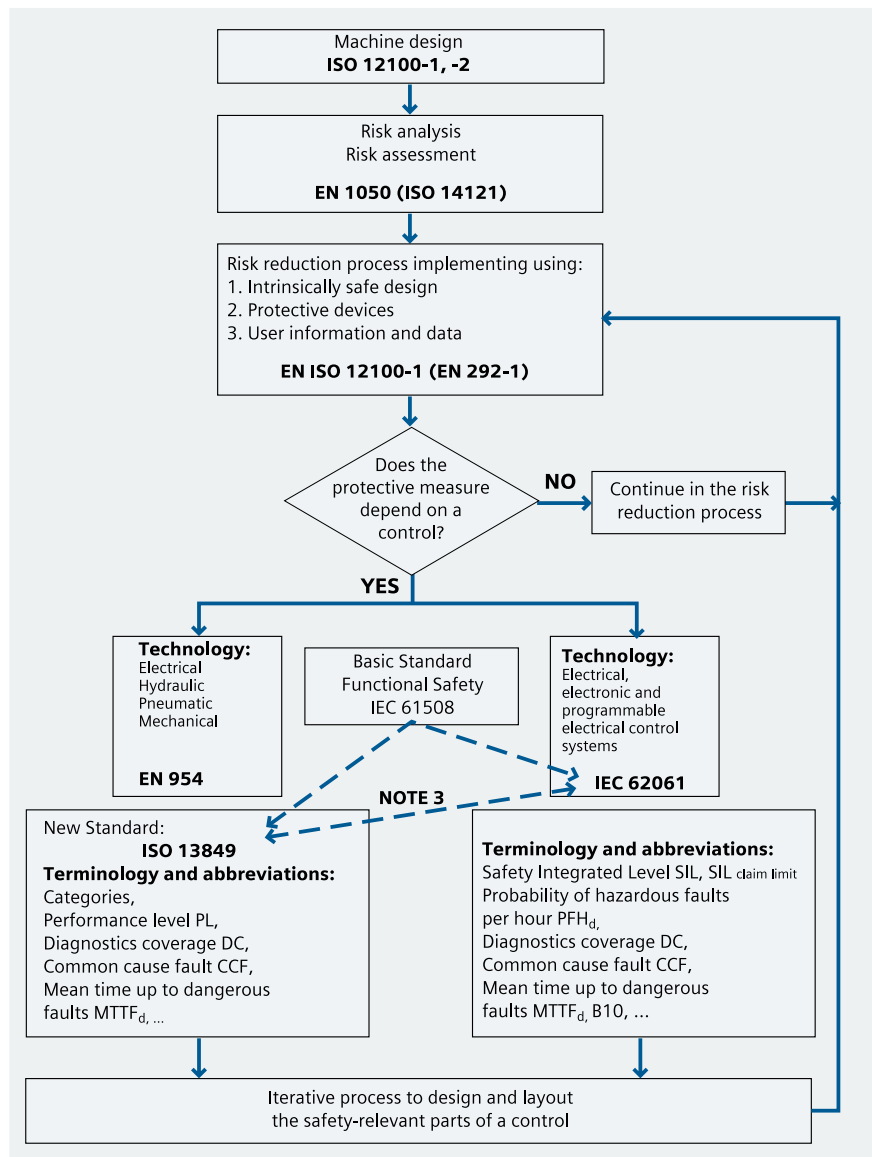 Machine design
ISO 12100-1, -2
Risk analysis
Risk assessment
EN 1050 (ISO 14121)
Risk reduction process implementing using:
1. Intrinsically safe design
2. Protective devices
3. User information and data
EN ISO 12100-1 (EN 292-1)
Does the
protective measure
depend on a
control?
NO
Continue in the risk
reduction process
YES
Technology:
Electrical
Hydraulic
Pneumatic
Mechanical
EN 954
Basic Standard
Functional Safety
IEC 61508
Technology:
Electrical,
electronic and
programmable
electrical control
systems
IEC 62061
NOTE 3
New Standard:
ISO 13849
Terminology and abbreviations:
Categories,
Performance level PL,
Diagnostics coverage DC,
Common cause fault CCF,
Mean time up to dangerous
faults MTTFd, ...
Terminology and abbreviations:
Safety Integrated Level SIL, SIL claim limit
Probability of hazardous faults
per hour PFHd,
Diagnostics coverage DC,
Common cause fault CCF,
Mean time up to dangerous
faults MTTFd, B10, ...
Iterative process to design and layout
the safety-relevant parts of a control